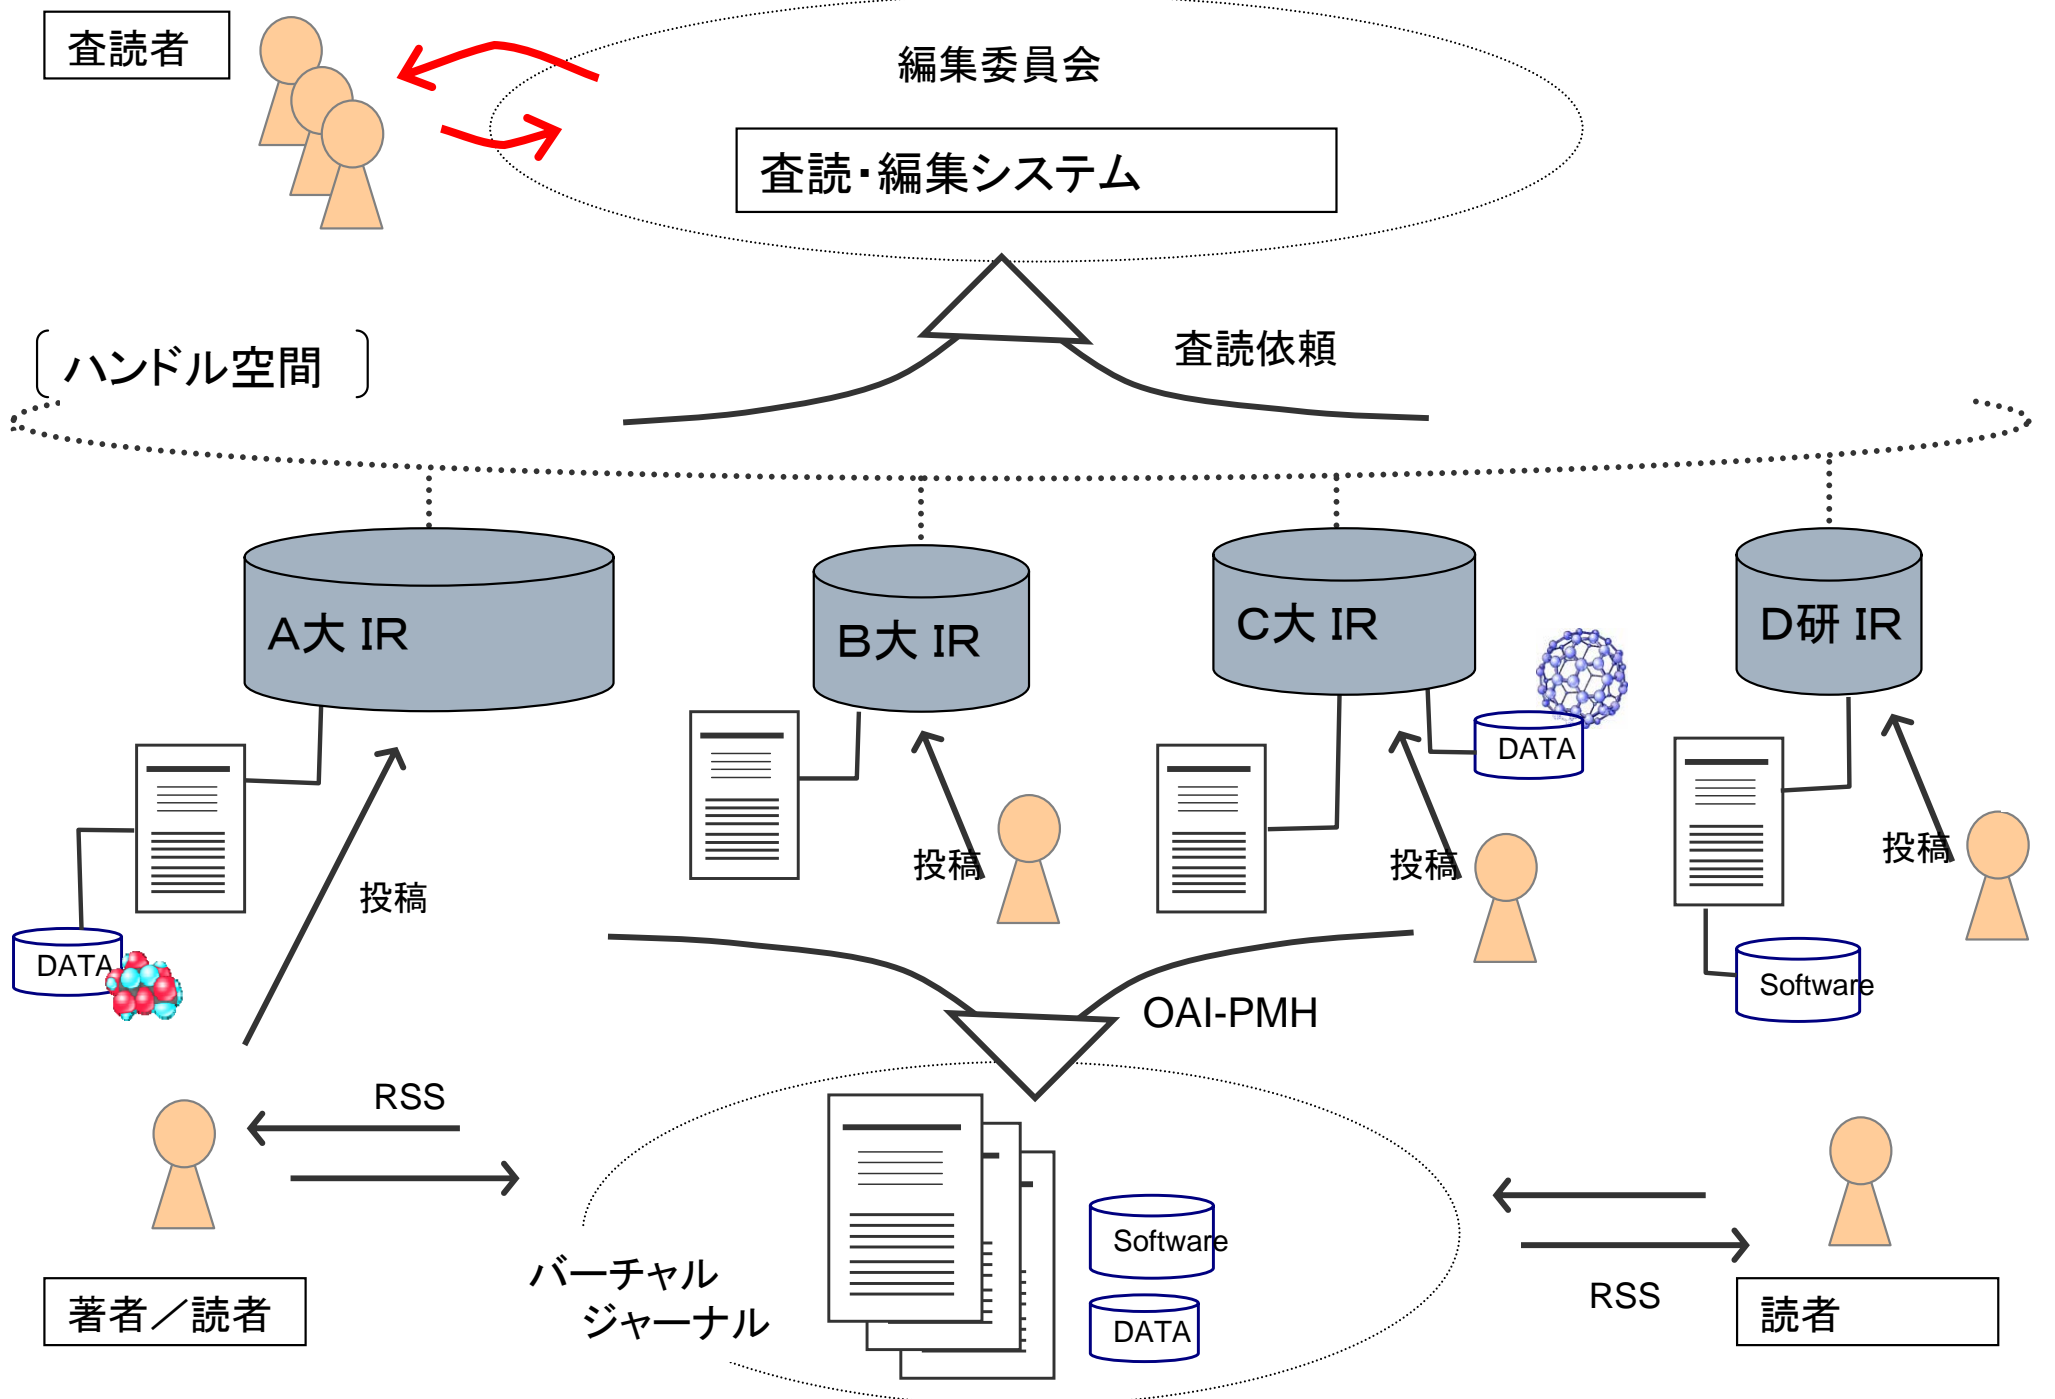 査読者
編集委員会
査読・編集システム
査読依頼
ハンドル空間
A大 IR
B大 IR
C大 IR
D研 IR
DATA
投稿
投稿
投稿
投稿
DATA
Software
OAI-PMH
RSS
バーチャル
ジャーナル
Software
DATA
RSS
著者／読者
読者